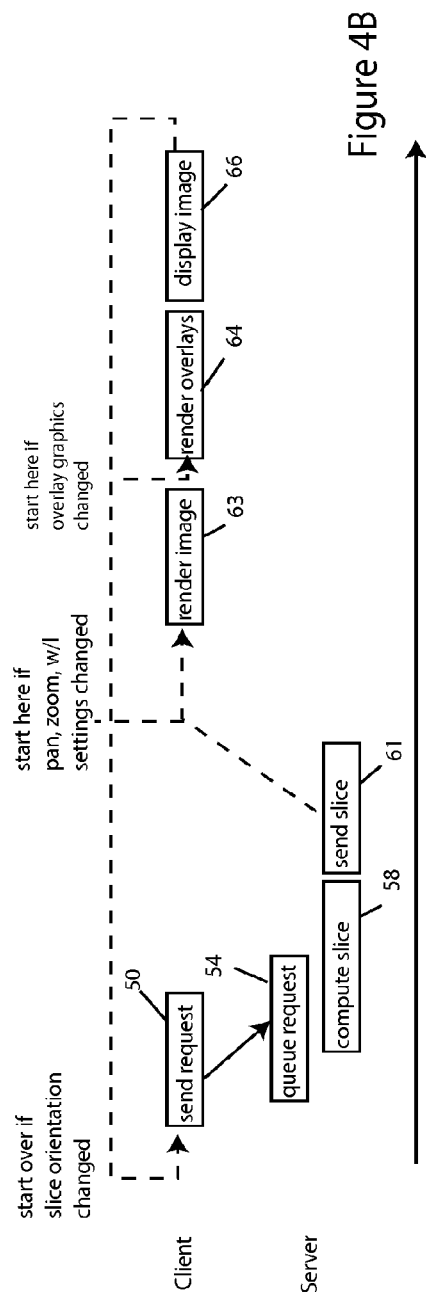 start over if
slice orientation
changed
start here if
pan, zoom, w/l
settings changed
start here if
overlay graphics
changed
Client
send request
50
render image
63
render overlays
64
display image
66
Server
queue request
54
compute slice
58
send slice
61
Figure 4B